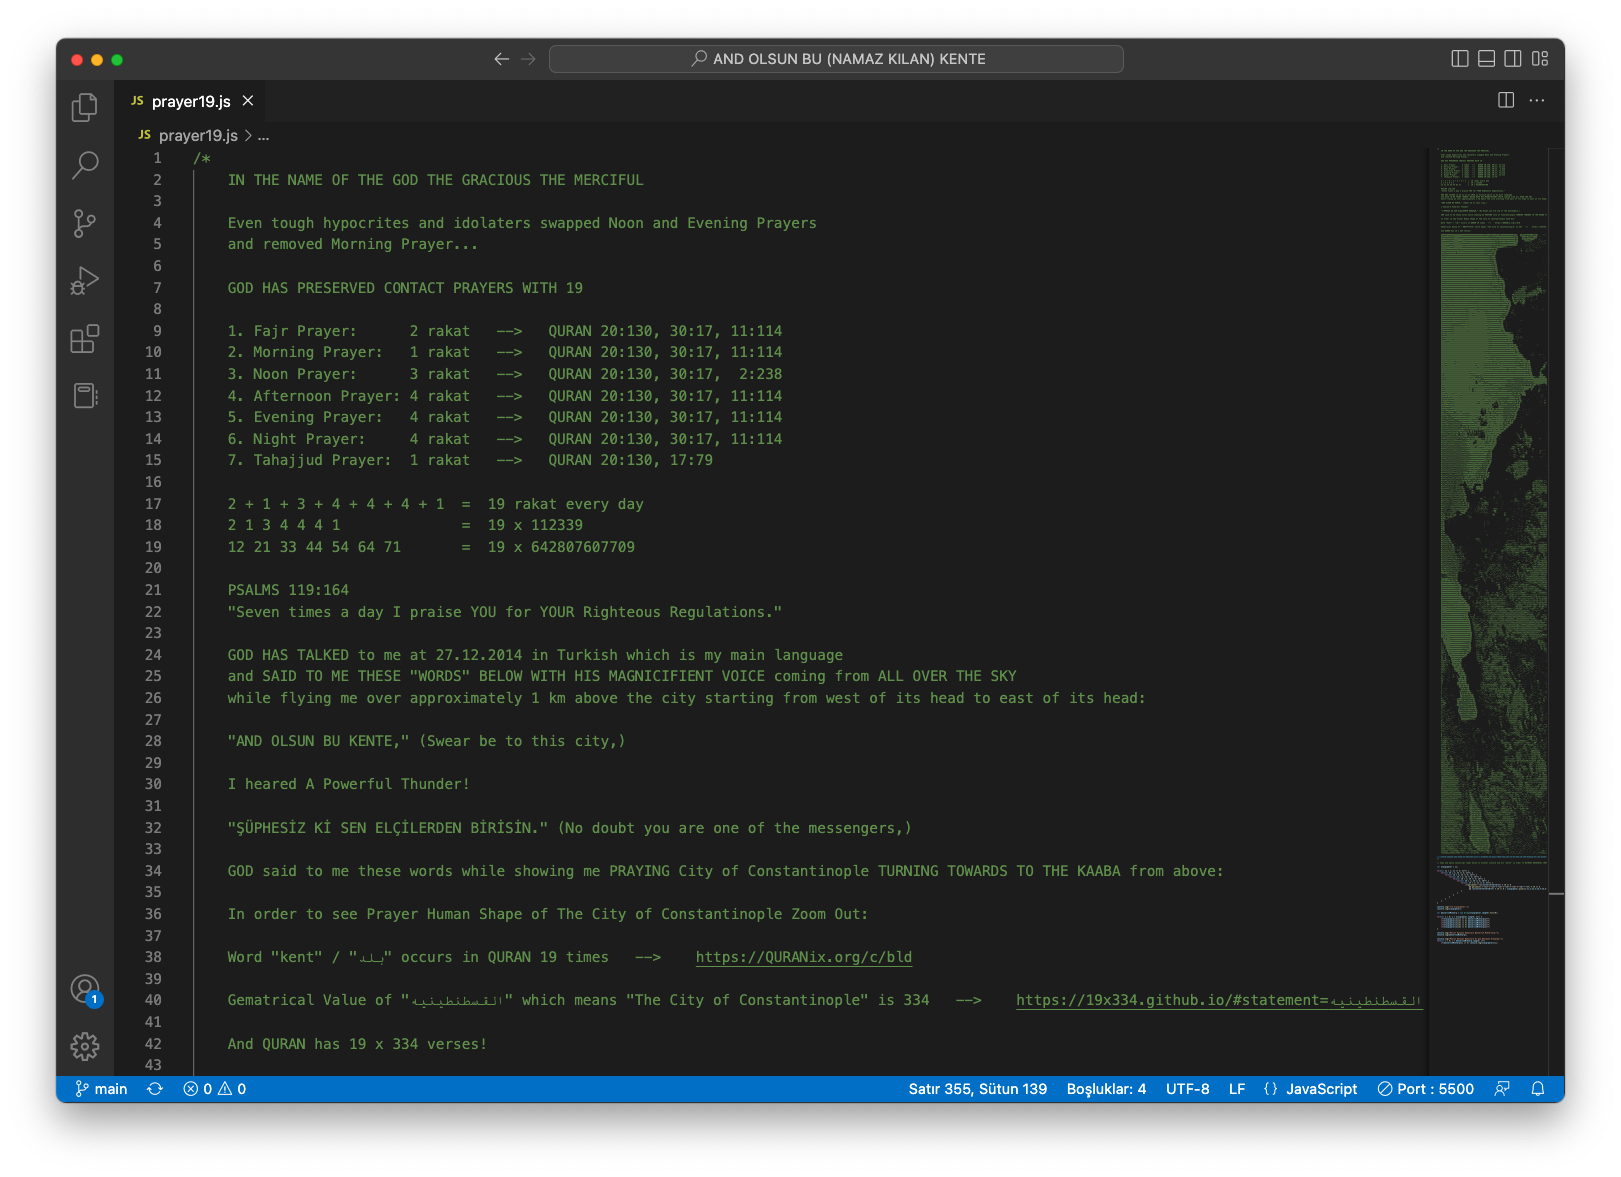 AND OLSUN BU (NAMAZ KILAN) KENTE
JS prayer19.js
JS prayer19.js > ...
1 /*
2 IN THE NAME OF THE GOD THE GRACIOUS THE MERCIFUL
3
4 Even tough hypocrites and idolaters swapped Noon and Evening Prayers
5 and removed Morning Prayer...
6
7 GOD HAS PRESERVED CONTACT PRAYERS WITH 19
8
9 1. Fajr Prayer: 2 rakat --> QURAN 20:130, 30:17, 11:114
10 2. Morning Prayer: 1 rakat --> QURAN 20:130, 30:17, 11:114
11 3. Noon Prayer: 3 rakat --> QURAN 20:130, 30:17, 2:238
12 4. Afternoon Prayer: 4 rakat --> QURAN 20:130, 30:17, 11:114
13 5. Evening Prayer: 4 rakat --> QURAN 20:130, 30:17, 11:114
14 6. Night Prayer: 4 rakat --> QURAN 20:130, 30:17, 11:114
15 7. Tahajjud Prayer: 1 rakat --> QURAN 20:130, 17:79
16
17 2 + 1 + 3 + 4 + 4 + 4 + 1 = 19 rakat every day
18 2 1 3 4 4 4 1 = 19 x 112339
19 12 21 33 44 54 64 71 = 19 x 642807607709
20
21 PSALMS 119:164
22 "Seven times a day I praise YOU for YOUR Righteous Regulations."
23
24 GOD HAS TALKED to me at 27.12.2014 in Turkish which is my main language
25 and SAID TO ME THESE "WORDS" BELOW WITH HIS MAGNICIFIENT VOICE coming from ALL OVER THE SKY
26 while flying me over approximately 1 km above the city starting from west of its head to east of its head:
27
28 "AND OLSUN BU KENTE," (Swear be to this city,)
29
30 I heared A Powerful Thunder!
31
32 "ŞÜPHESİZ Kİ SEN ELÇİLERDEN BİRİSİN." (No doubt you are one of the messengers,)
33
34 GOD said to me these words while showing me PRAYING City of Constantinople TURNING TOWARDS TO THE KAABA from above:
35
36 In order to see Prayer Human Shape of The City of Constantinople Zoom Out:
37
38 Word "kent" / "بلد" occurs in QURAN 19 times --> https://QURANix.org/c/bld
39
40 Gematrical Value of "القسطنطينيه" which means "The City of Constantinople" is 334 --> https://19x334.github.io/#statement=القسطنطينيه
41
42 And QURAN has 19 x 334 verses!
43
1
main 0 0 Satır 355, Sütun 139 Boşluklar: 4 UTF-8 LF {} JavaScript Port : 5500